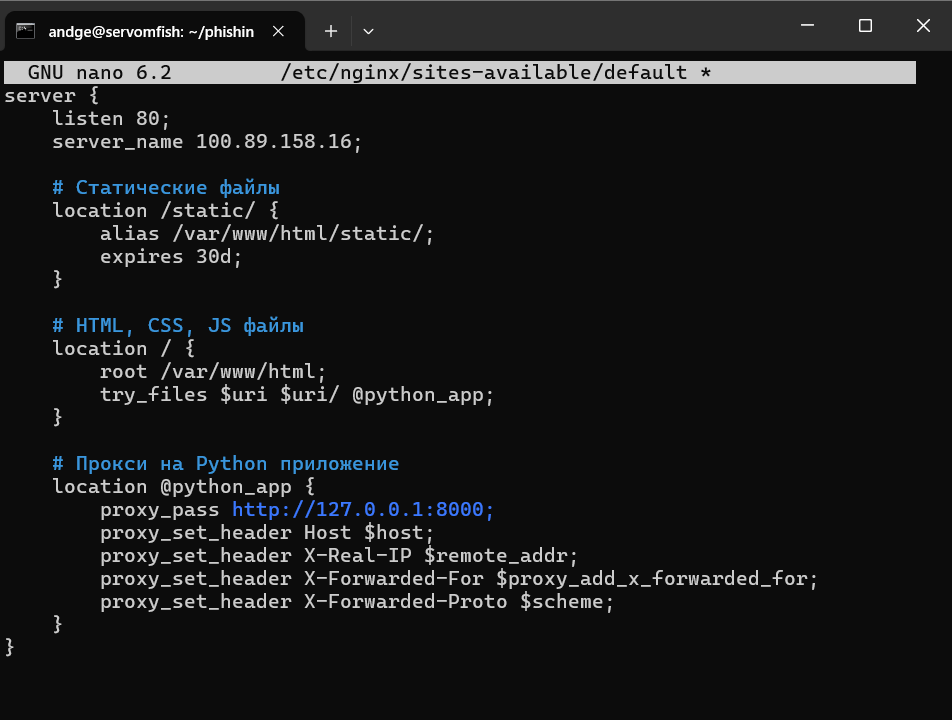 andge@servomfish: ~/phishin
GNU nano 6.2 /etc/nginx/sites-available/default *
server {
listen 80;
server_name 100.89.158.16;
# Статические файлы
location /static/ {
alias /var/www/html/static/;
expires 30d;
}
# HTML, CSS, JS файлы
location / {
root /var/www/html;
try_files $uri $uri/ @python_app;
}
# Прокси на Python приложение
location @python_app {
proxy_pass http://127.0.0.1:8000;
proxy_set_header Host $host;
proxy_set_header X-Real-IP $remote_addr;
proxy_set_header X-Forwarded-For $proxy_add_x_forwarded_for;
proxy_set_header X-Forwarded-Proto $scheme;
}
}